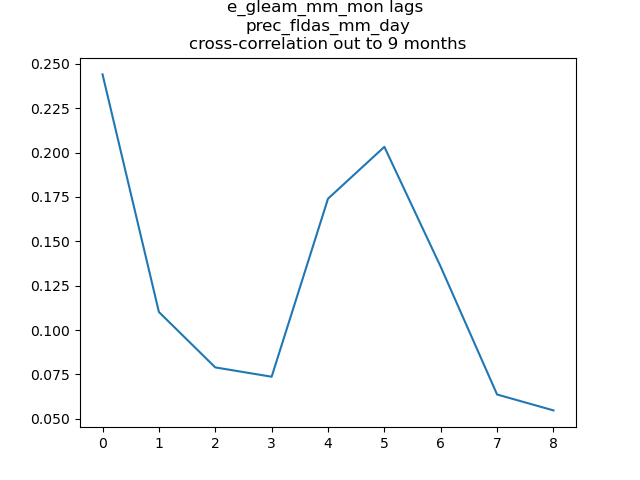 e_gleam_mm_mon lags
prec_fldas_mm_day
cross-correlation out to 9 months
0.250
0.225
0.200
0.175
0.150
0.125
0.100
0.075
0.050
0 1 2 3 4 5 6 7 8